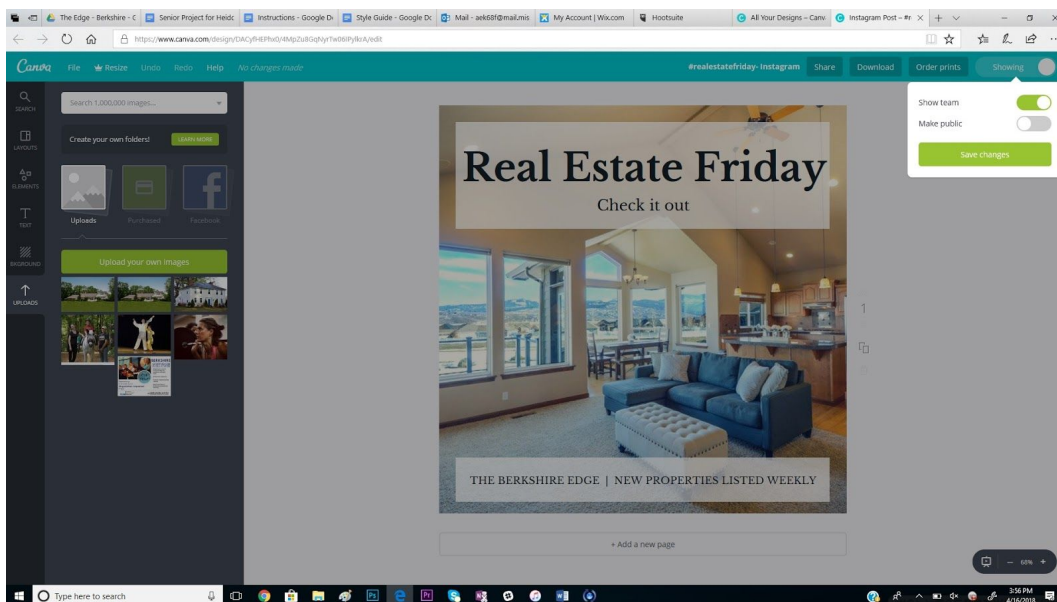 The Edge - Berkshire - G
Senior Project for Heidc
Instructions - Google Dr
Style Guide - Google Dc
Mail - aek68f@mail.mis
My Account | Wix.com
Hootsuite
All Your Designs – Canv
Instagram Post – #r
https://www.canva.com/design/
Canva
File
Resize
Undo
Redo
Help
No changes made
#realestatefriday- Instagram
Share
Download
Order prints
Showing
SEARCH
Search 1,000,000 images...
Show team
Make public
Save changes
LAYOUTS
Create your own folders!
LEARN MORE
ELEMENTS
TEXT
Uploads
Purchased
Facebook
BKGROUND
Upload your own images
UPLOADS
Real Estate Friday
Check it out
1
THE BERKSHIRE EDGE | NEW PROPERTIES LISTED WEEKLY
+ Add a new page
68%
Type here to search
3:56 PM
4/16/2018